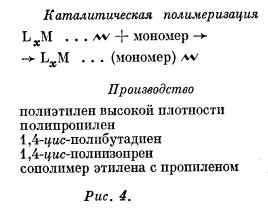 Каталитическая полимеризация
LₓM ... 〰 + мономер →
→ LₓM ... (мономер) 〰
Производство
полиэтилен высокой плотности
полипропилен
1,4-цис-полибутадиен
1,4-цис-полиизопрен
сополимер этилена с пропиленом
Рис. 4.